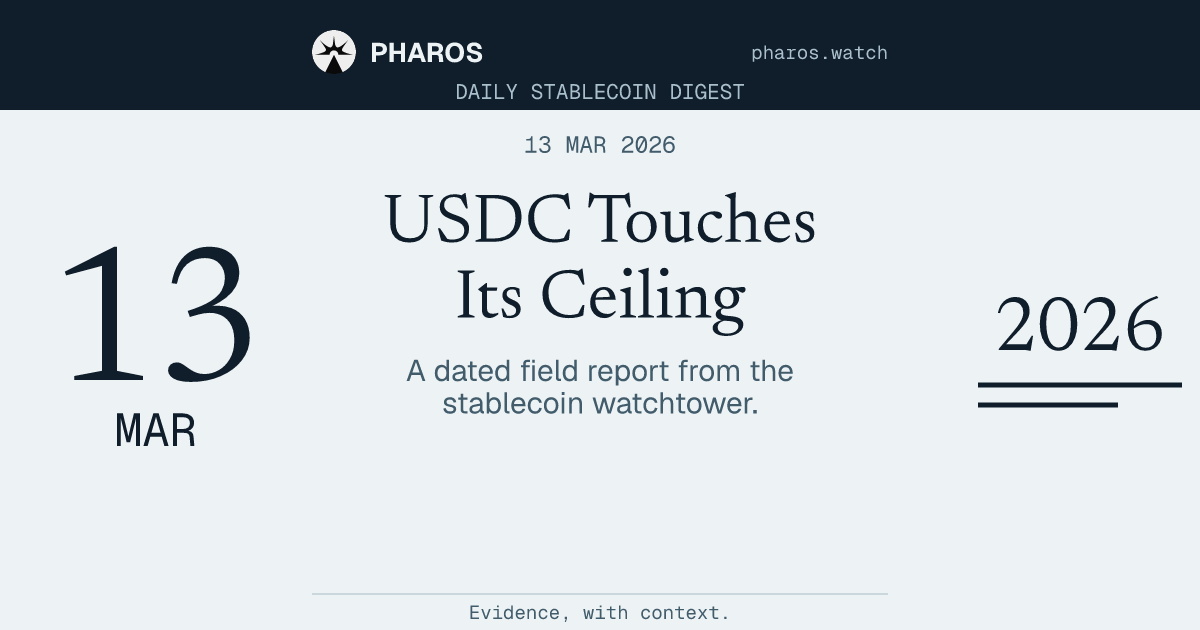 PHAROS
pharos.watch
DAILY STABLECOIN DIGEST
13 MAR 2026
USDC Touches
Its Ceiling
A dated field report from the
stablecoin watchtower.
13
MAR
2026
Evidence, with context.